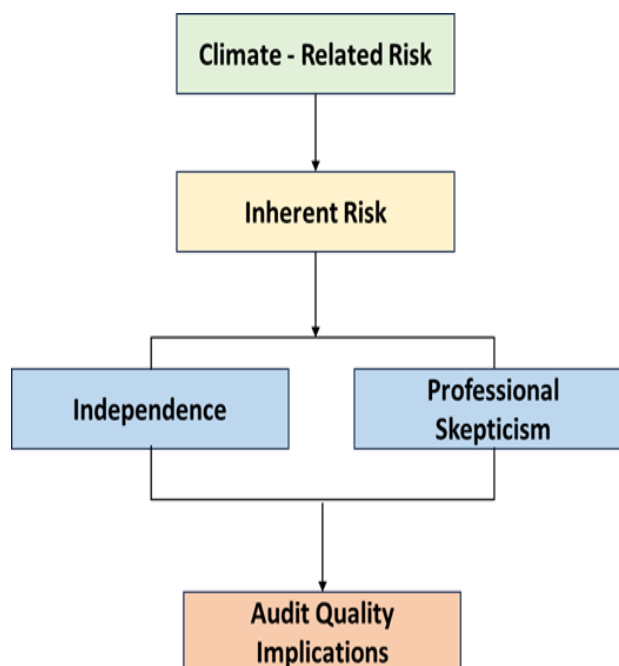 Climate - Related Risk
Inherent Risk
Independence
Professional
Skepticism
Audit Quality
Implications